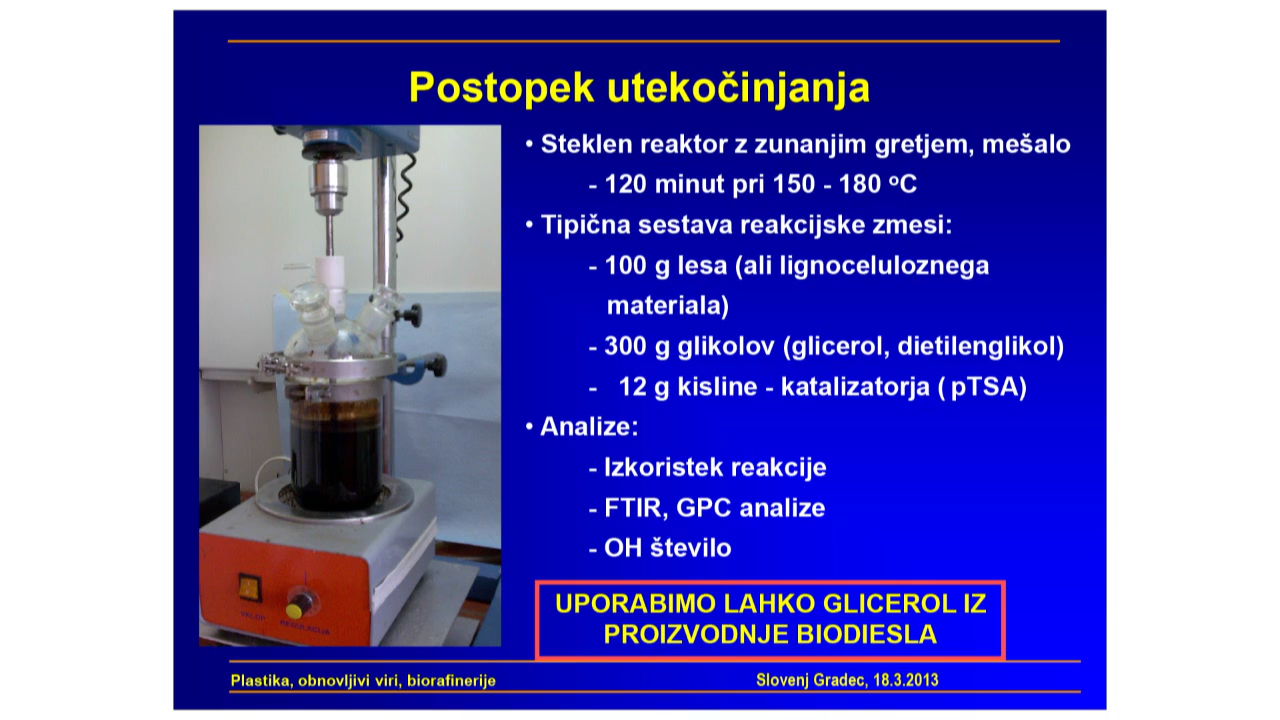 Postopek utekočinjanja
• Steklen reaktor z zunanjim gretjem, mešalo
- 120 minut pri 150 - 180 ºC
• Tipična sestava reakcijske zmesi:
- 100 g lesa (ali lignoceluloznega
materiala)
- 300 g glikolov (glicerol, dietilenglikol)
- 12 g kisline - katalizatorja ( pTSA)
• Analize:
- Izkoristek reakcije
- FTIR, GPC analize
- OH število
UPORABIMO LAHKO GLICEROL IZ
PROIZVODNJE BIODIESLA
Plastika, obnovljivi viri, biorafinerije
Slovenj Gradec, 18.3.2013